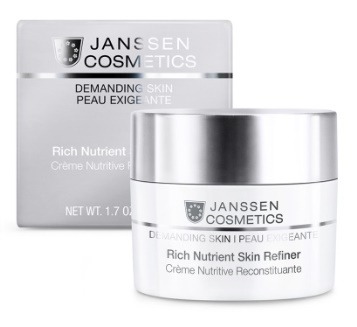 JANSSEN
COSMETICS
DEMANDING SKIN
PEAU EXIGEANTE
Rich Nutrient
Crème Nutritive
NET WT. 1.7
JANSSEN
COSMETICS
DEMANDING SKIN | PEAU EXIGEANTE
Rich Nutrient Skin Refiner
Crème Nutritive Reconstituante